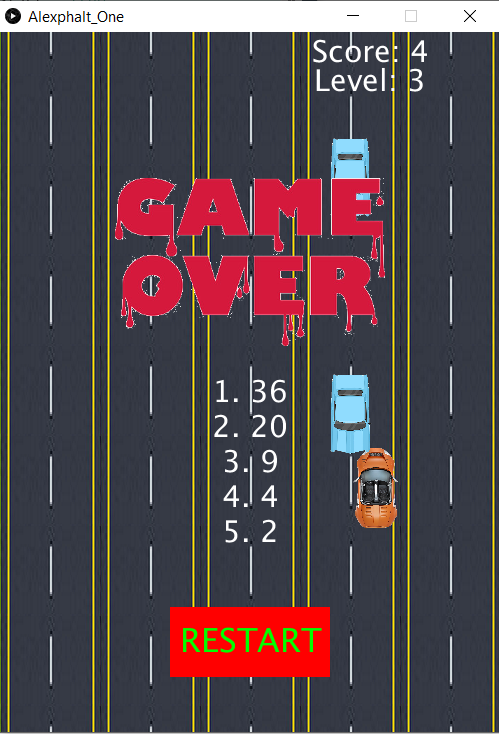 Alexphalt_One
Score: 4
Level: 3
GAME
OVER
1. 36
2. 20
3. 9
4. 4
5. 2
RESTART